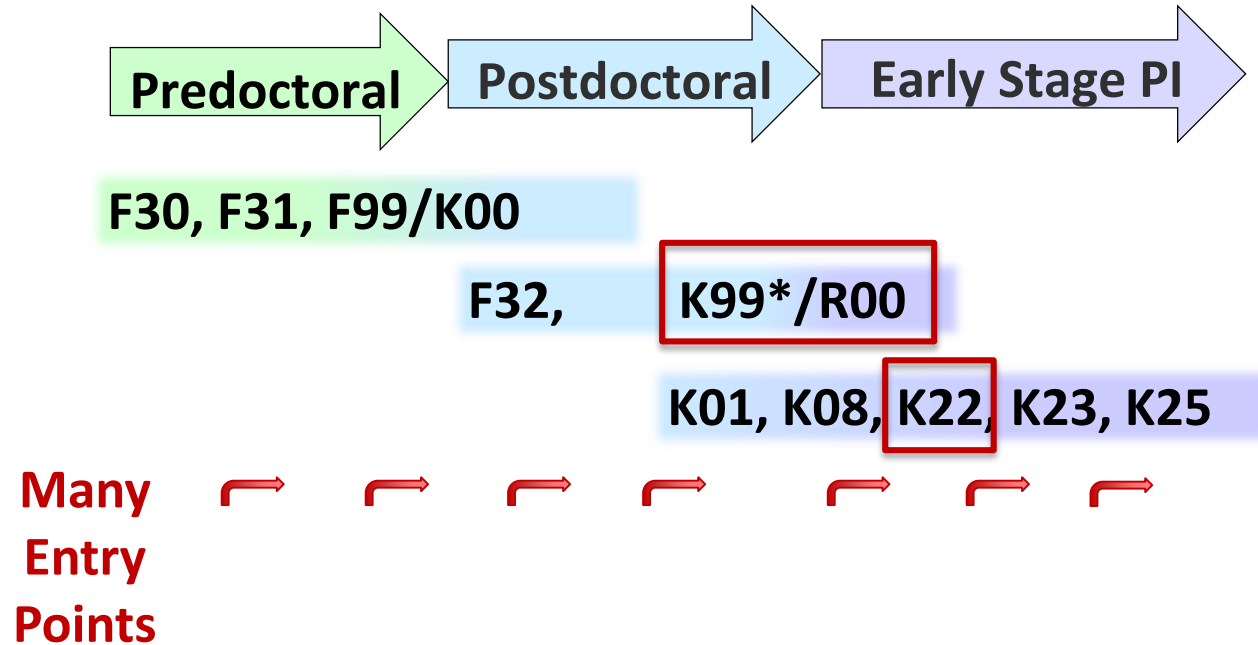 Predoctoral
Postdoctoral
Early Stage PI
F30, F31, F99/K00
F32,
K99*/R00
K01, K08, K22, K23, K25
Many
Entry
Points